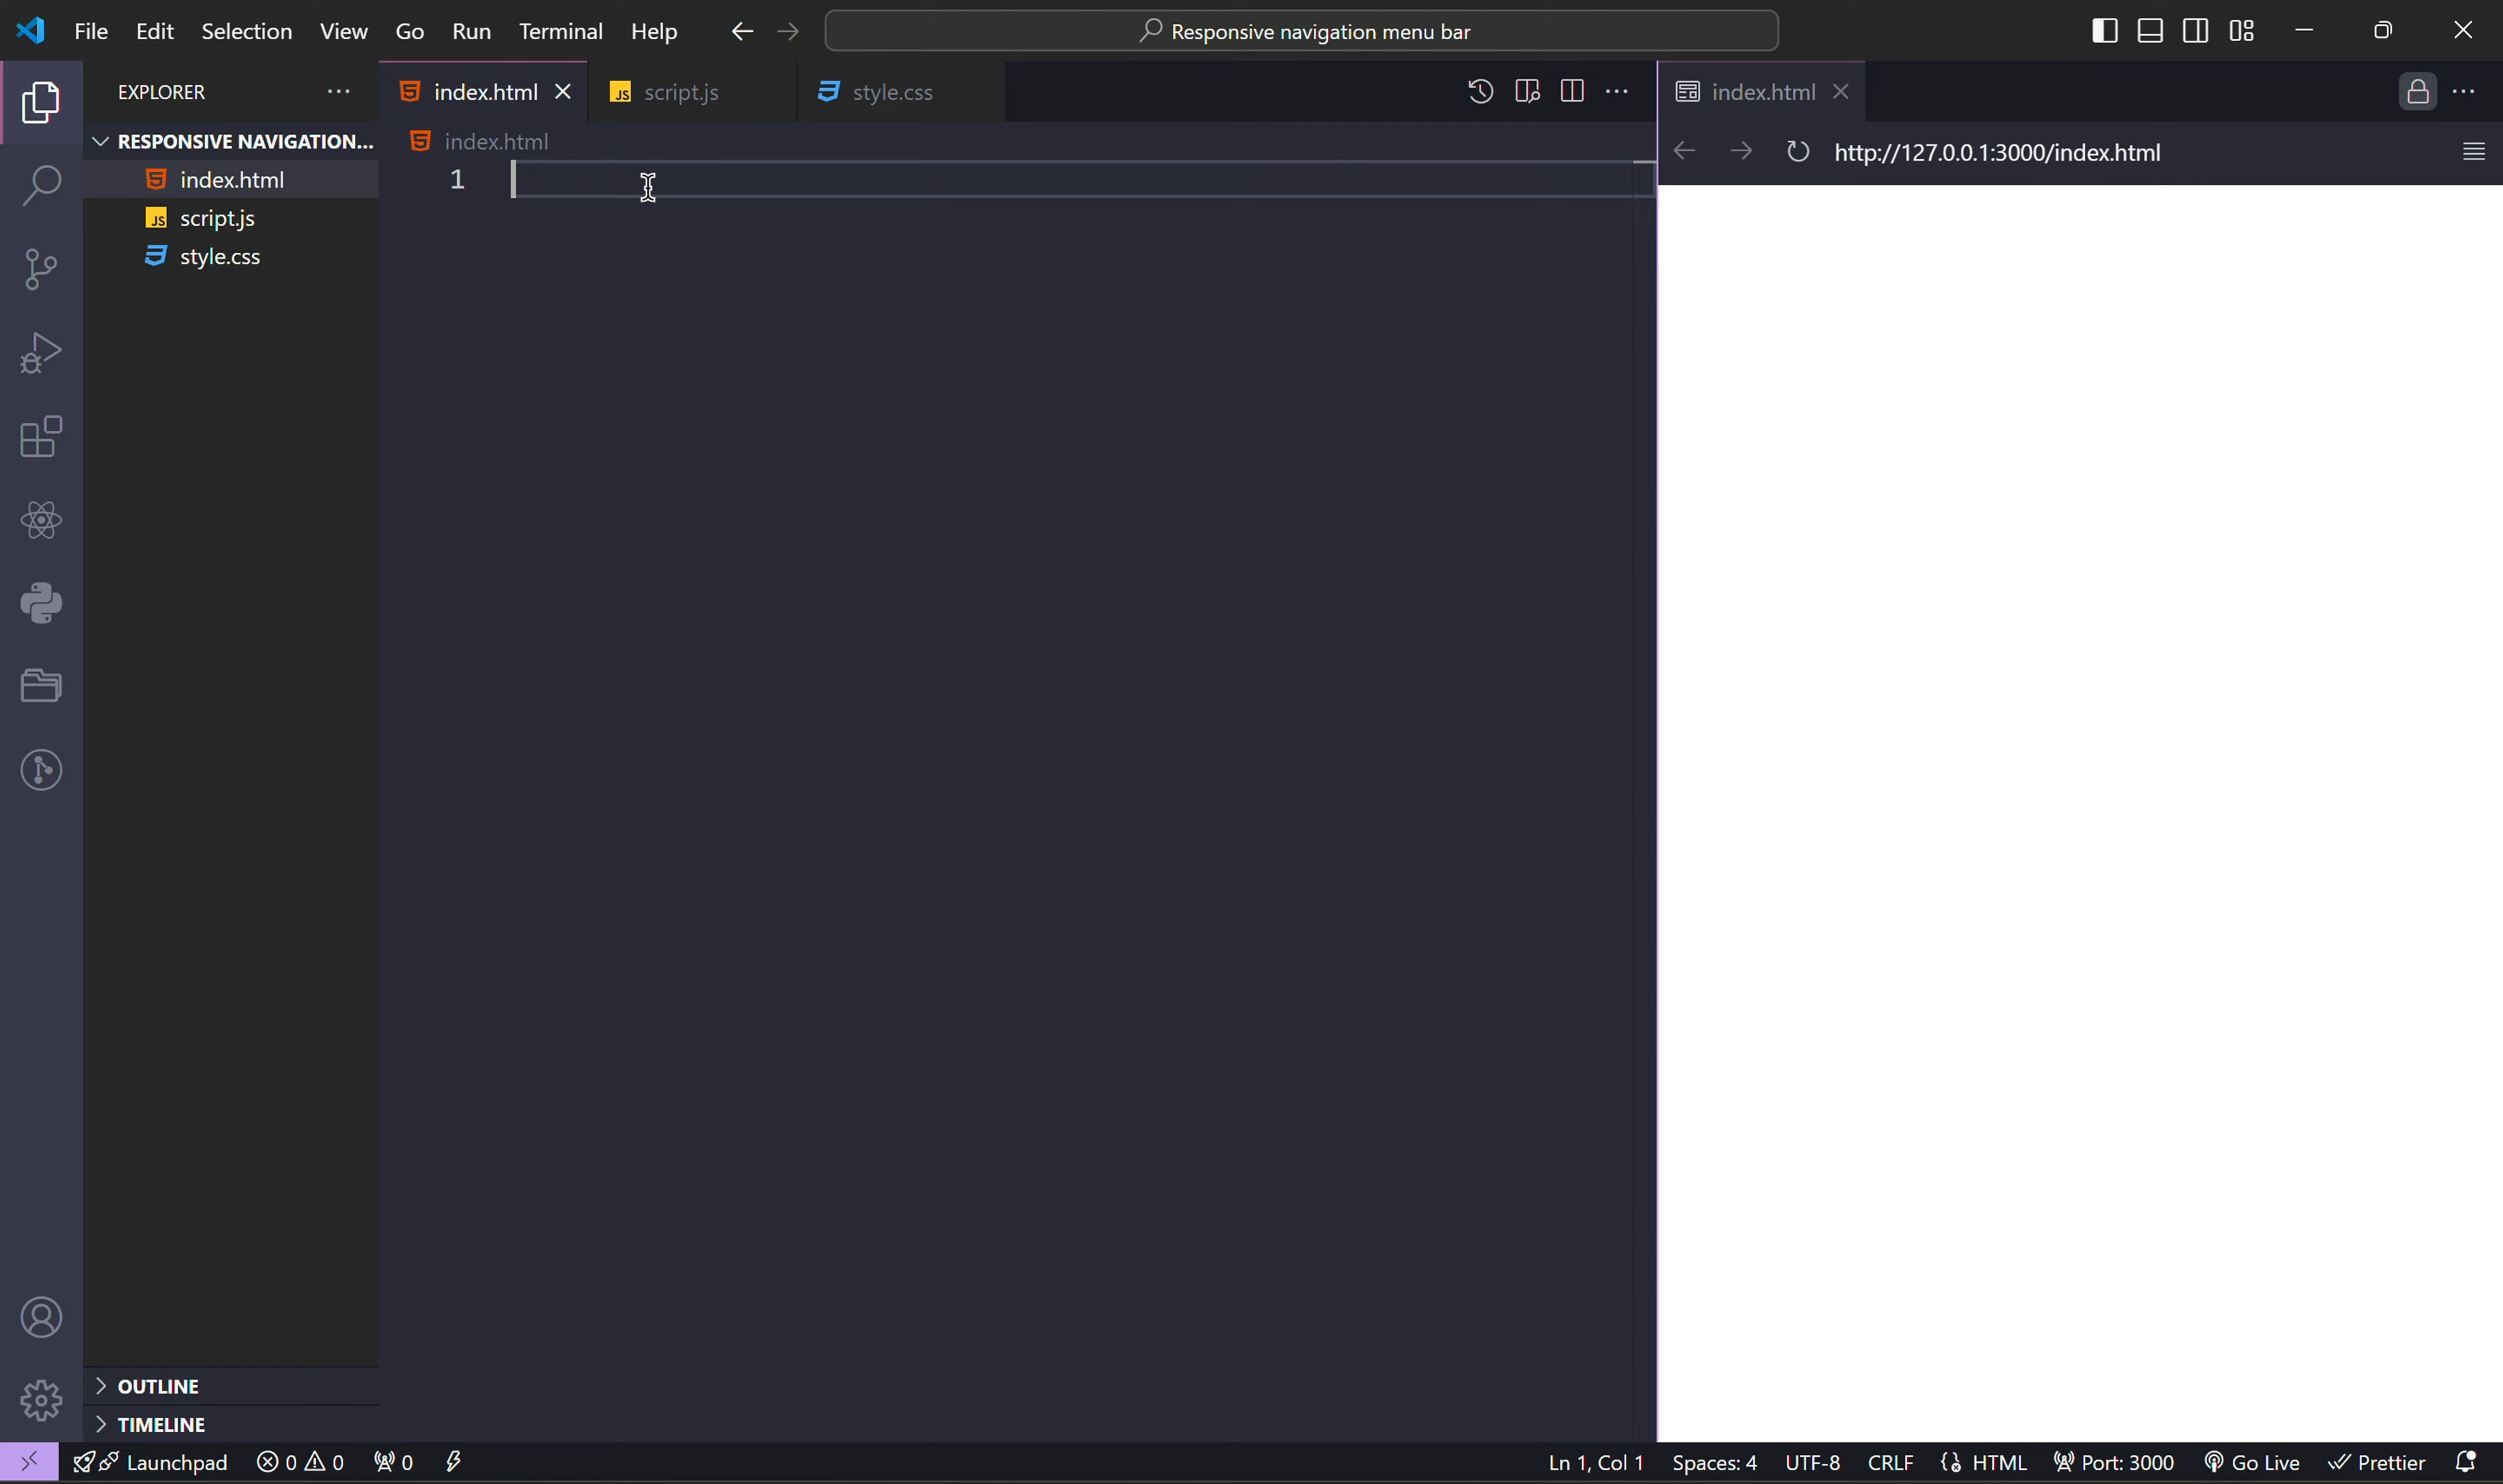 File Edit Selection View Go Run Terminal Help
Responsive navigation menu bar
EXPLORER
RESPONSIVE NAVIGATION...
index.html
JS script.js
style.css
index.html
JS script.js
style.css
index.html
1
index.html
http://127.0.0.1:3000/index.html
OUTLINE
TIMELINE
Launchpad 0 0 0 Ln 1, Col 1 Spaces: 4 UTF-8 CRLF HTML Port: 3000 Go Live Prettier